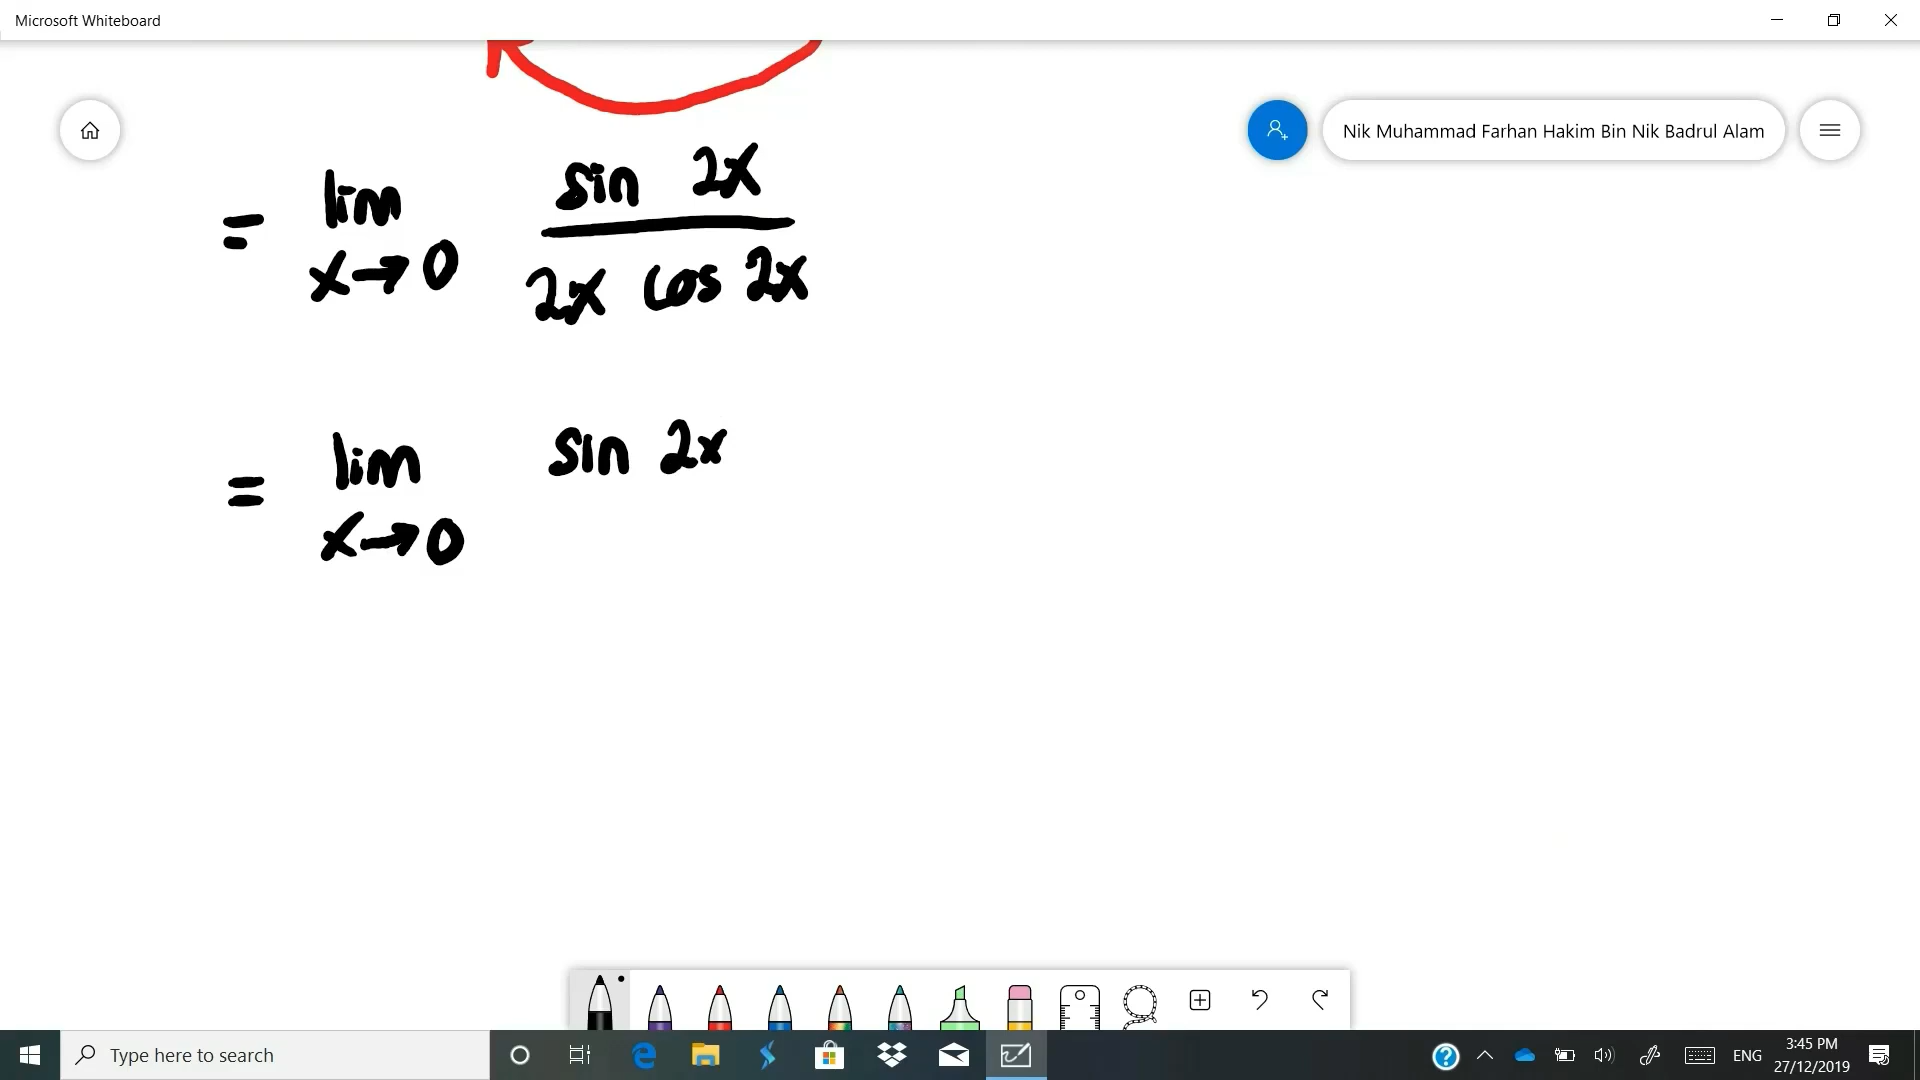 Microsoft Whiteboard
Nik Muhammad Farhan Hakim Bin Nik Badrul Alam
= lim sin 2x
x→0 2x cos 2x
= lim sin 2x
x→0
Type here to search
ENG
3:45 PM
27/12/2019